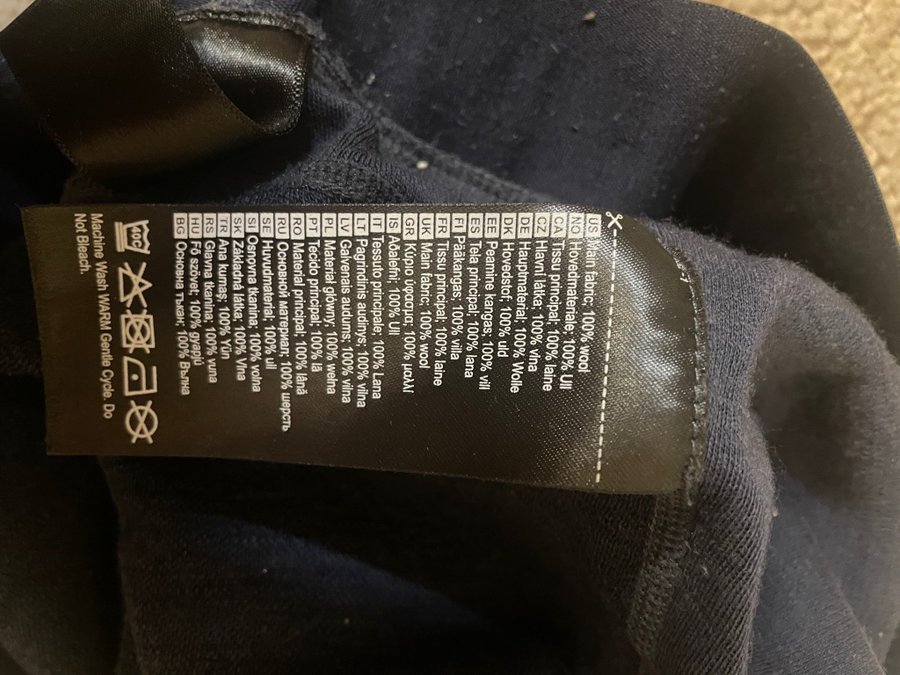 US Main fabric; 100% wool
NO Hovedmateriale; 100% Ull
CA Tissu principal; 100% laine
CZ Hlavní látka; 100% vlna
DE Hauptmaterial; 100% Wolle
DK Hovedstof; 100% uld
EE Peamine kangas; 100% vill
ES Tela principal; 100% lana
FI Pääkangas; 100% villa
FR Tissu principal; 100% laine
GR Κύριο ύφασμα; 100% μαλλί
UK Main fabric; 100% wool
IS Aðalefni; 100% Ull
IT Tessuto principale; 100% Lana
LT Pagrindinis audinys; 100% vilna
LV Galvenais audums; 100% vilna
PL Materiał główny; 100% wełna
PT Tecido principal; 100% lã
RO Material principal; 100% lână
RU Основной материал; 100% шерсть
SE Huvudmaterial; 100% ull
SI Osnovna tkanina; 100% volna
SK Základná látka; 100% Vlna
TR Ana kumaş; 100% Yün
RS Glavna tkanina; 100% vuna
HU Fő szövet; 100% gyapjú
BG Основна тъкан; 100% Вълна
40C
Machine Wash WARM Gentle Cycle. Do
Not Bleach.